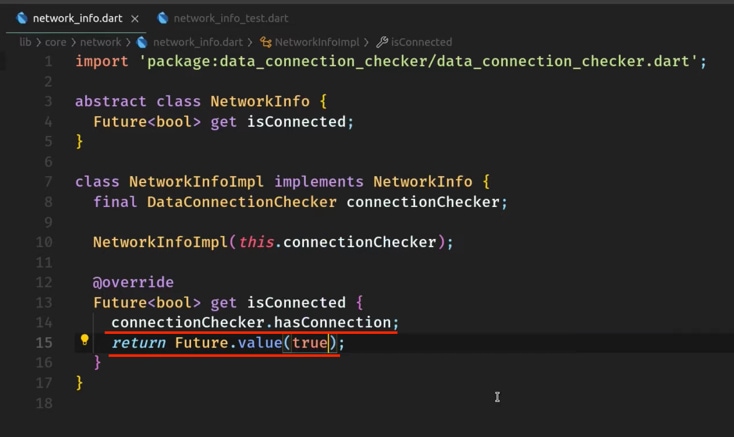 network_info.dart × network_info_test.dart
lib > core > network > network_info.dart > NetworkInfoImpl > isConnected
1 import 'package:data_connection_checker/data_connection_checker.dart';
2
3 abstract class NetworkInfo {
4 Future<bool> get isConnected;
5 }
6
7 class NetworkInfoImpl implements NetworkInfo {
8 final DataConnectionChecker connectionChecker;
9
10 NetworkInfoImpl(this.connectionChecker);
11
12 @override
13 Future<bool> get isConnected {
14 connectionChecker.hasConnection;
15 return Future.value(true);
16 }
17 }
18